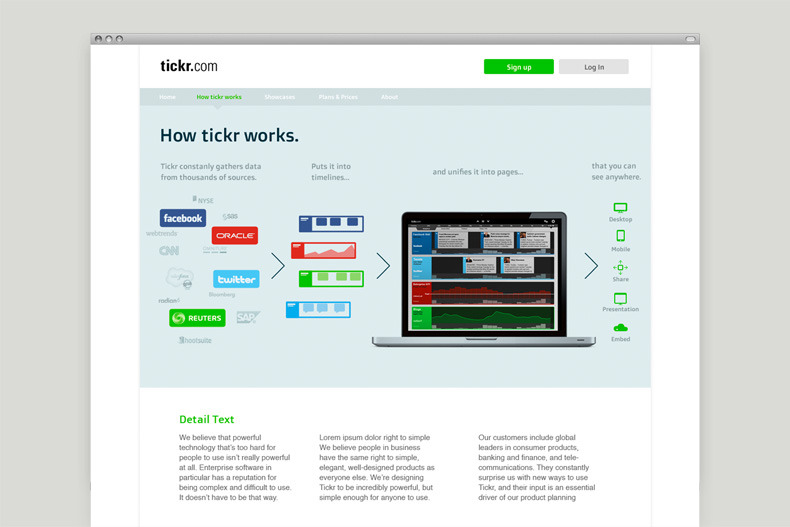 tickr.com
Sign up
Log In
Home
How tickr works
Showcases
Plans & Prices
About
How tickr works.
Tickr constanly gathers data
from thousands of sources.
Puts it into
timelines...
and unifies it into pages...
that you can
see anywhere.
NYSE
facebook
sas
webtrends
ORACLE
CNN
twitter
Bloomberg
radian6
REUTERS
SAP
hootsuite
Desktop
Mobile
Share
Presentation
Embed
Detail Text
We believe that powerful
technology that's too hard for
people to use isn't really powerful
at all. Enterprise software in
particular has a reputation for
being complex and difficult to use.
It doesn't have to be that way.
Lorem ipsum dolor right to simple
We believe people in business
have the same right to simple,
elegant, well-designed products as
everyone else. We're designing
Tickr to be incredibly powerful, but
simple enough for anyone to use.
Our customers include global
leaders in consumer products,
banking and finance, and tele-
communications. They constantly
surprise us with new ways to use
Tickr, and their input is an essential
driver of our product planning